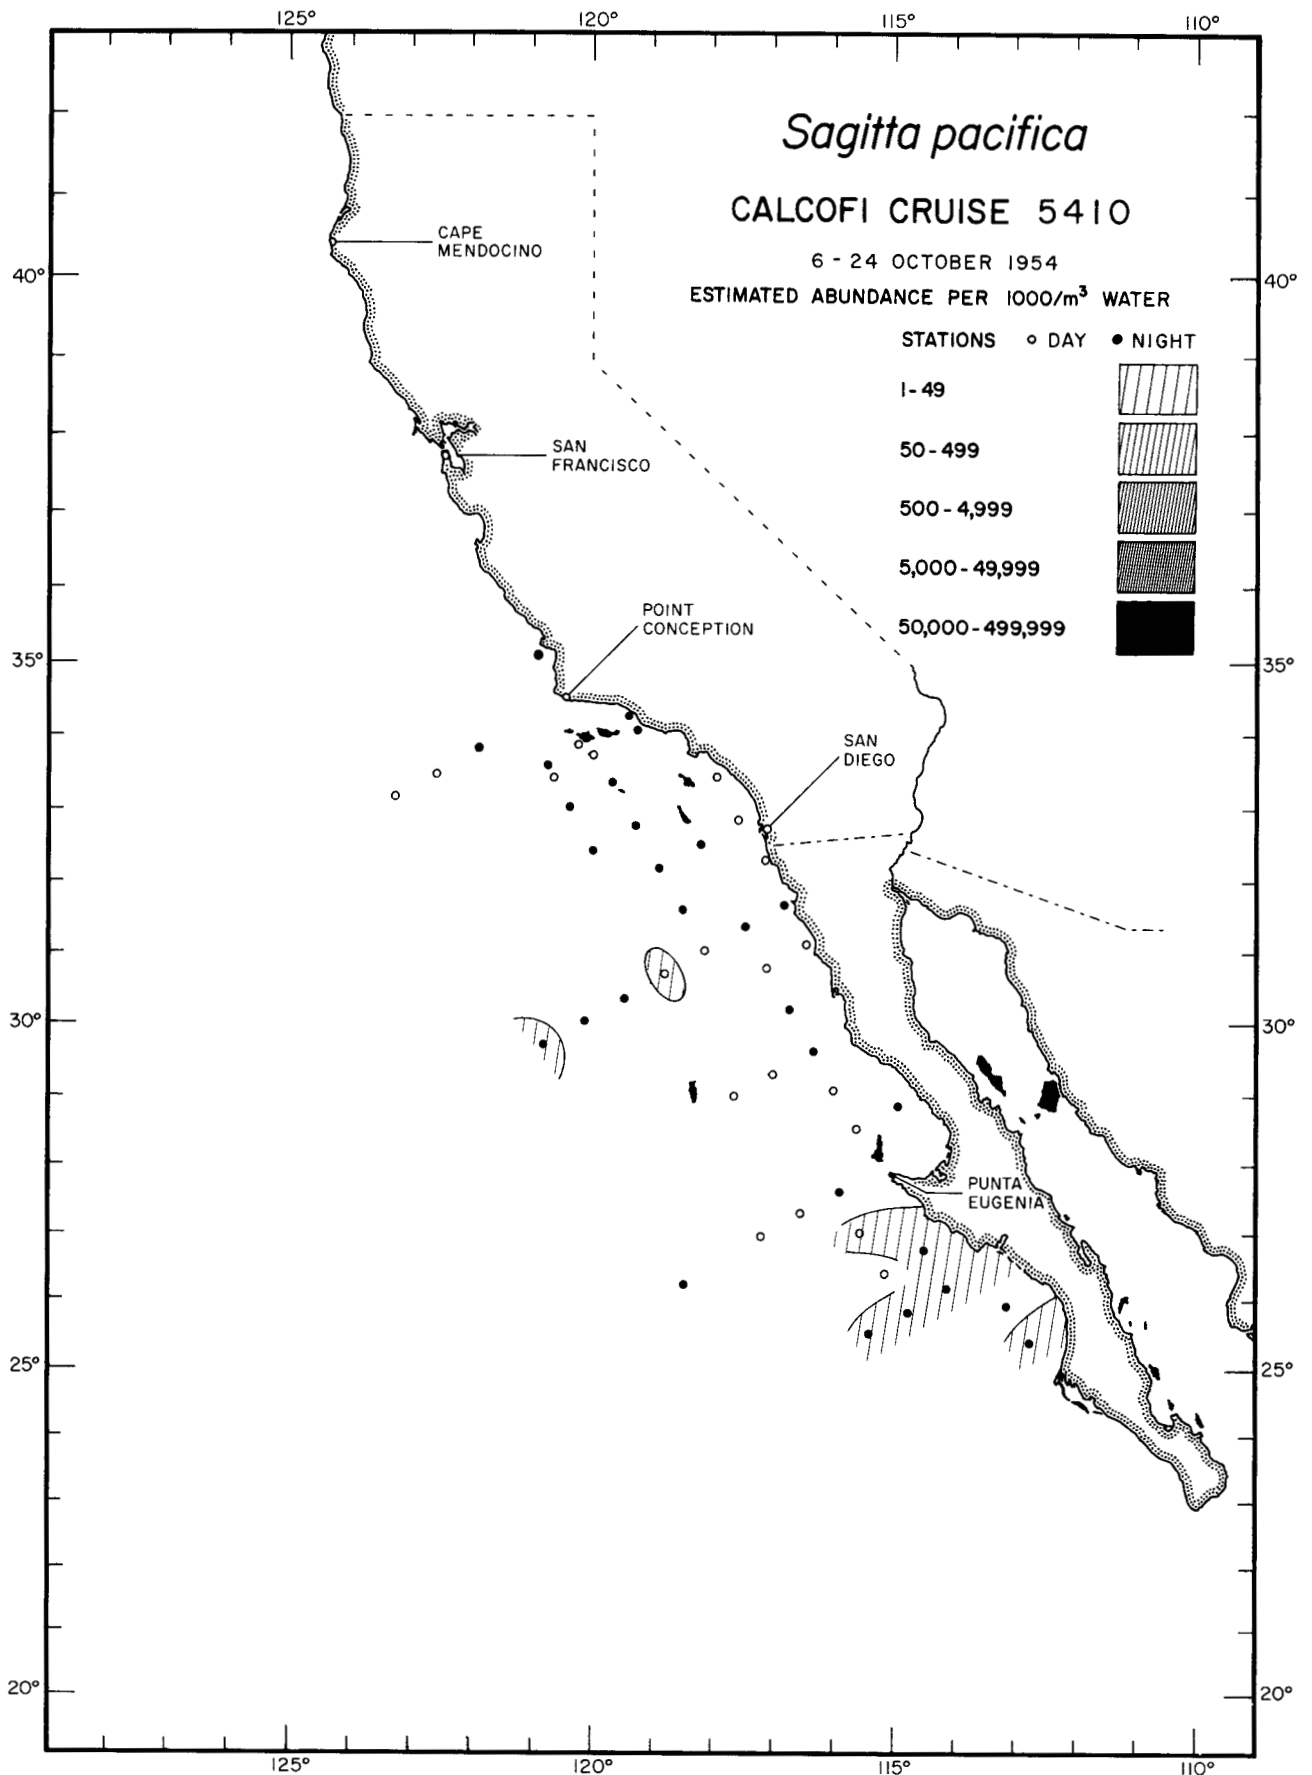 125° 120° 115° 110°
Sagitta pacifica
CALCOFI CRUISE 5410
6 - 24 OCTOBER 1954
ESTIMATED ABUNDANCE PER 1000/m³ WATER
STATIONS ○ DAY ● NIGHT
1-49
50-499
500-4,999
5,000-49,999
50,000-499,999
CAPE
MENDOCINO
40° 40°
SAN
FRANCISCO
POINT
CONCEPTION
35° 35°
SAN
DIEGO
30° 30°
PUNTA
EUGENIA
25° 25°
20° 20°
125° 120° 115° 110°